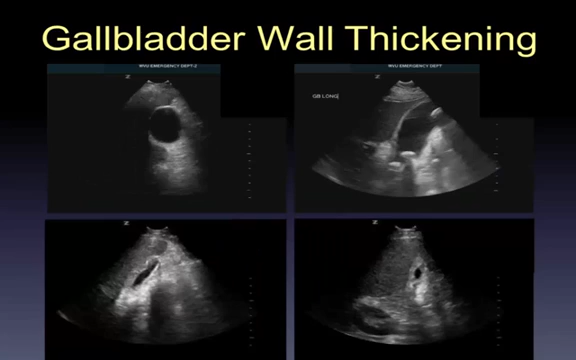 Gallbladder Wall Thickening
WVU EMERGENCY DEPT-2
WVU EMERGENCY DEPT
Z
Z
GB LONG
Z
Z